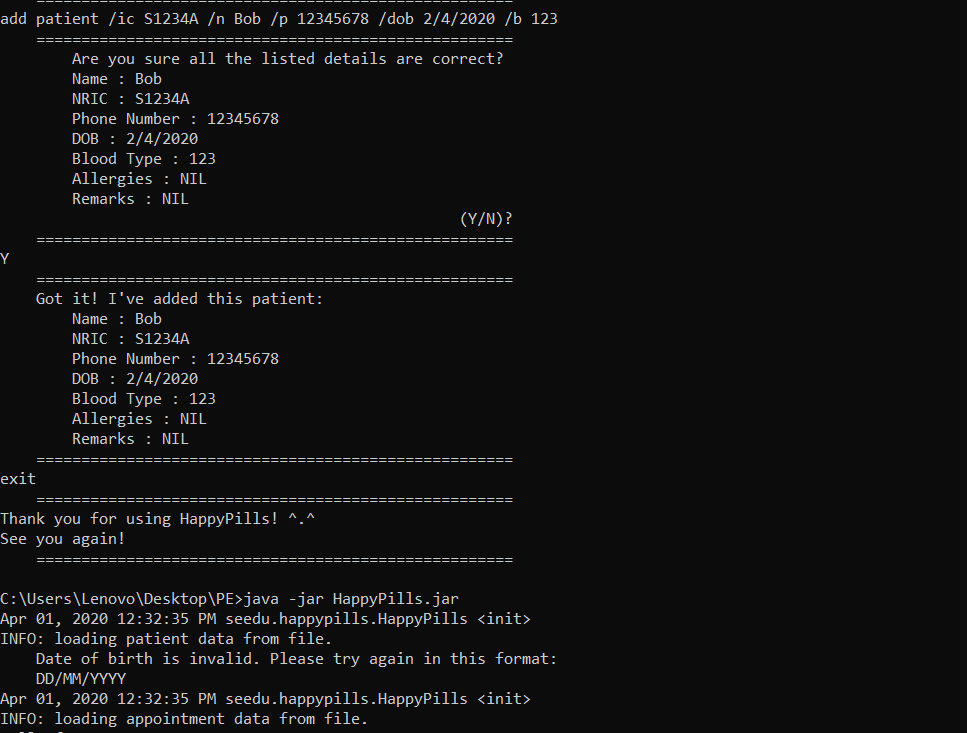 add patient /ic S1234A /n Bob /p 12345678 /dob 2/4/2020 /b 123
=====================================================
Are you sure all the listed details are correct?
Name : Bob
NRIC : S1234A
Phone Number : 12345678
DOB : 2/4/2020
Blood Type : 123
Allergies : NIL
Remarks : NIL
(Y/N)?
=====================================================
Y
=====================================================
Got it! I've added this patient:
Name : Bob
NRIC : S1234A
Phone Number : 12345678
DOB : 2/4/2020
Blood Type : 123
Allergies : NIL
Remarks : NIL
=====================================================
exit
=====================================================
Thank you for using HappyPills! ^.^
See you again!
=====================================================
C:\Users\Lenovo\Desktop\PE>java -jar HappyPills.jar
Apr 01, 2020 12:32:35 PM seedu.happypills.HappyPills <init>
INFO: loading patient data from file.
Date of birth is invalid. Please try again in this format:
DD/MM/YYYY
Apr 01, 2020 12:32:35 PM seedu.happypills.HappyPills <init>
INFO: loading appointment data from file.